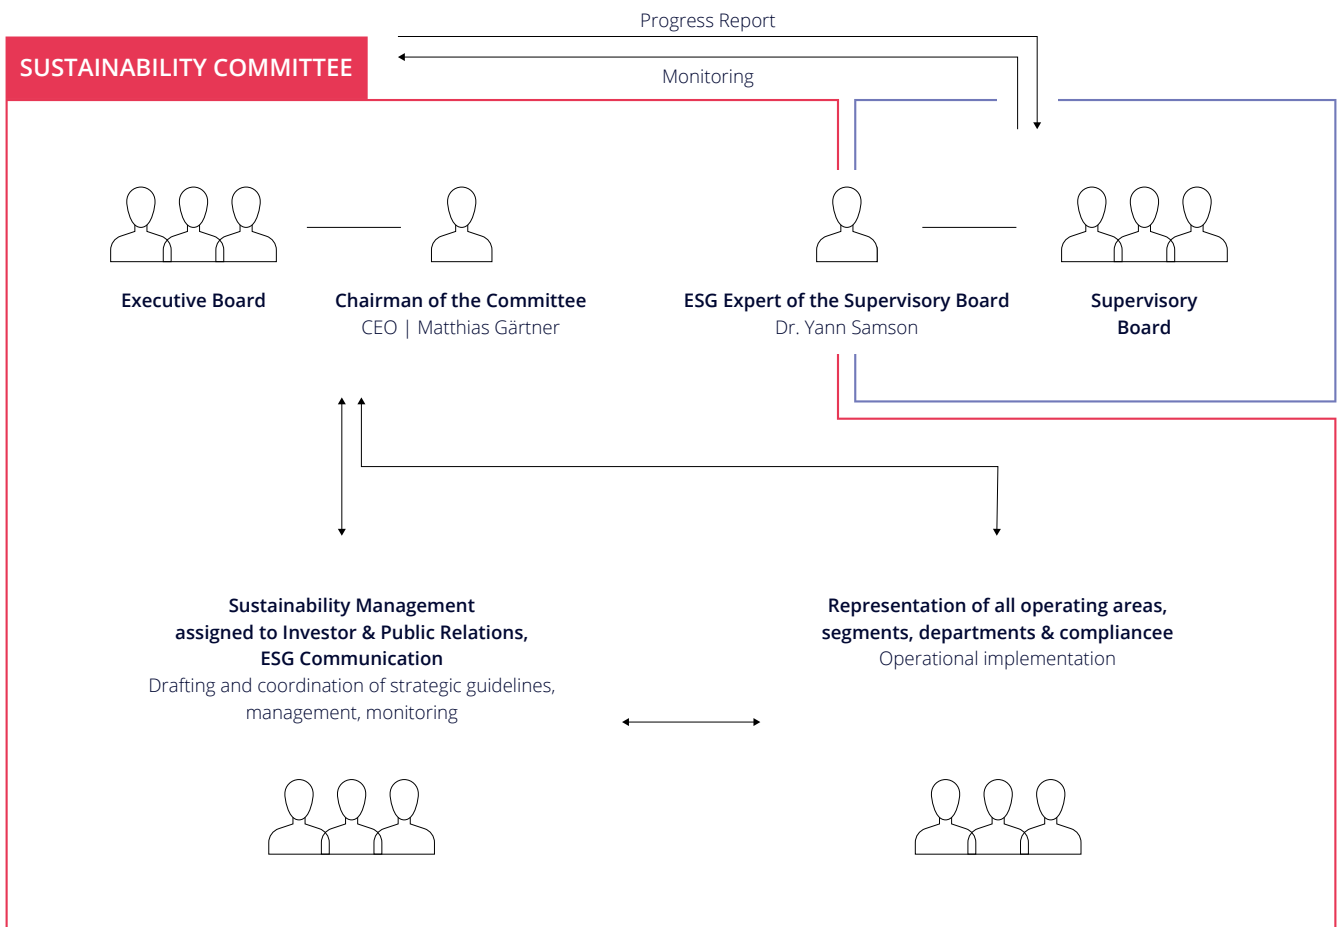 Progress Report
SUSTAINABILITY COMMITTEE
Monitoring
Executive Board
Chairman of the Committee
CEO | Matthias Gärtner
ESG Expert of the Supervisory Board
Dr. Yann Samson
Supervisory
Board
Sustainability Management
assigned to Investor & Public Relations,
ESG Communication
Drafting and coordination of strategic guidelines,
management, monitoring
Representation of all operating areas,
segments, departments & compliancee
Operational implementation